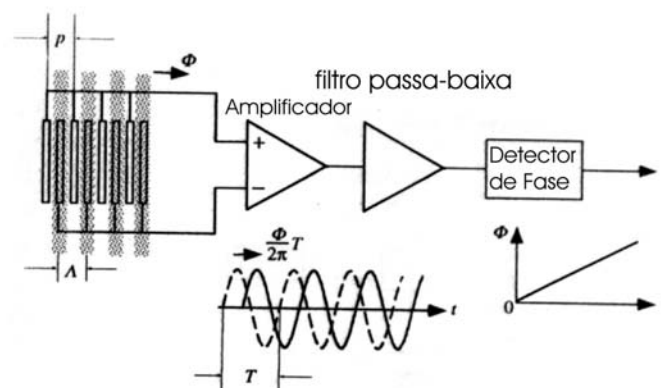 p
Φ
filtro passa-baixa
Amplificador
+
−
Detector
de Fase
Λ
Φ/2π T
t
T
Φ
0